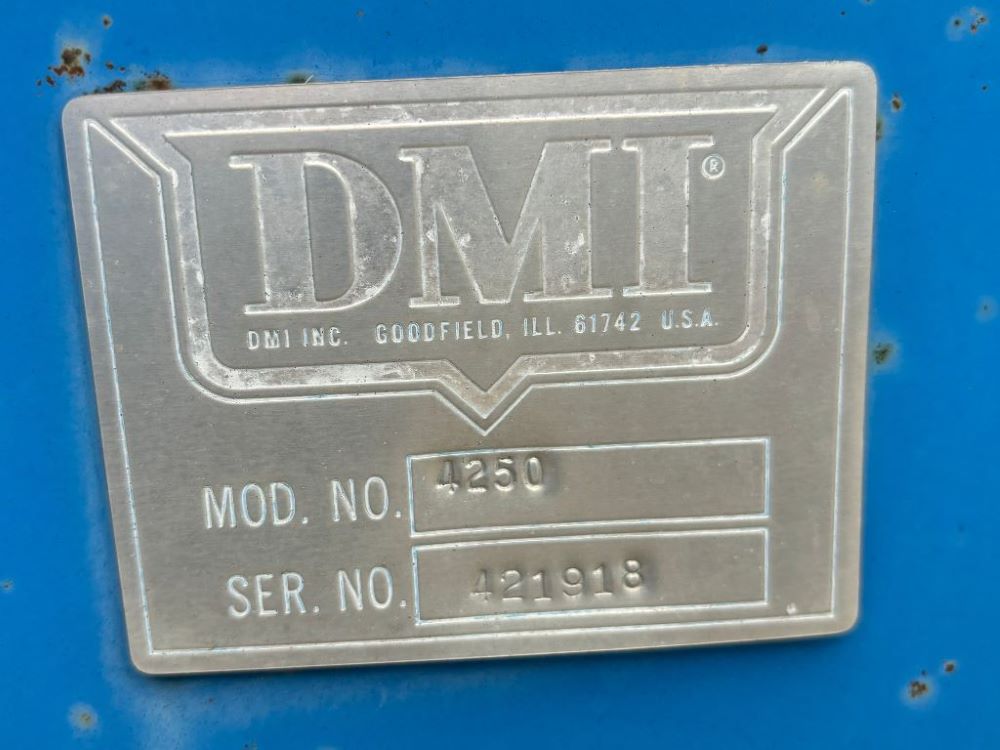 DMI®
DMI INC. GOODFIELD, ILL. 61742 U.S.A.
MOD. NO. 4250
SER. NO. 421918